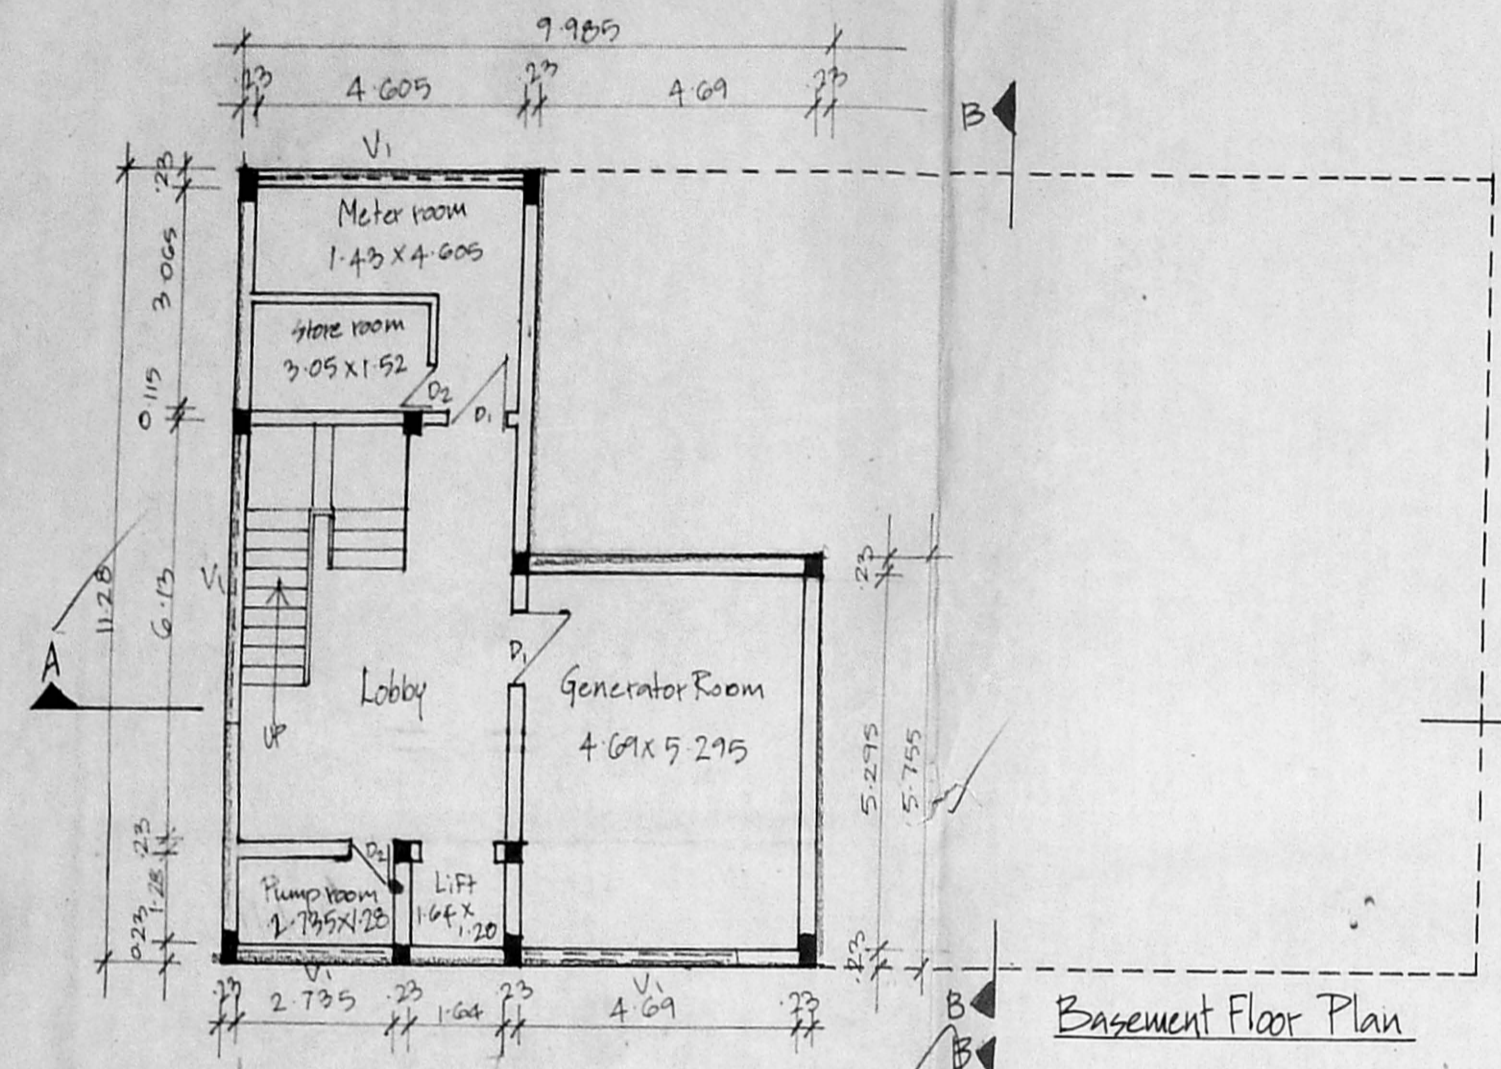 9.985
.23
4.605
.23
4.69
.23
B
V1
.23
Meter room
1.43 X 4.605
3.065
Store room
3.05 X 1.52
D2
D1
0.115
.23
11.28
6.13
V1
A
D1
Lobby
Generator Room
4.69 X 5.295
UP
5.295
5.755
.23
D2
Pump room
2.735X1.28
Lift
1.64 X
1.28
1.28
0.23
.23
V1
V1
.23
2.735
.23
1.64
.23
4.69
.23
B
Basement Floor Plan
B